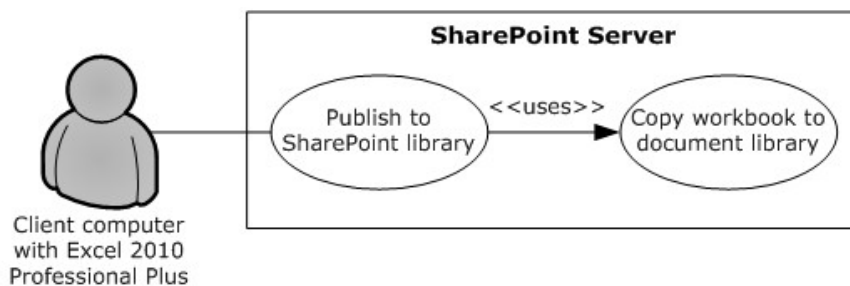 SharePoint Server
Publish to
SharePoint library
<<uses>>
Copy workbook to
document library
Client computer
with Excel 2010
Professional Plus